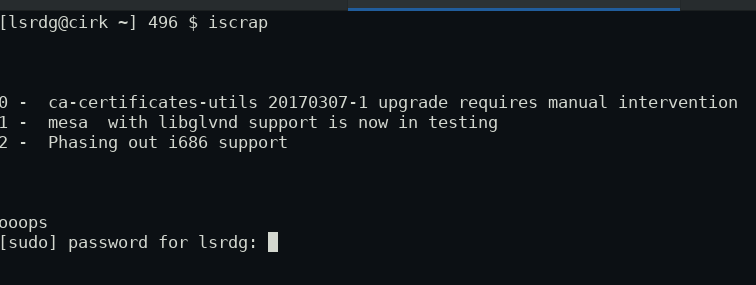 [lsrdg@cirk ~] 496 $ iscrap
0 -  ca-certificates-utils 20170307-1 upgrade requires manual intervention
1 -  mesa  with libglvnd support is now in testing
2 -  Phasing out i686 support
ooops
[sudo] password for lsrdg: